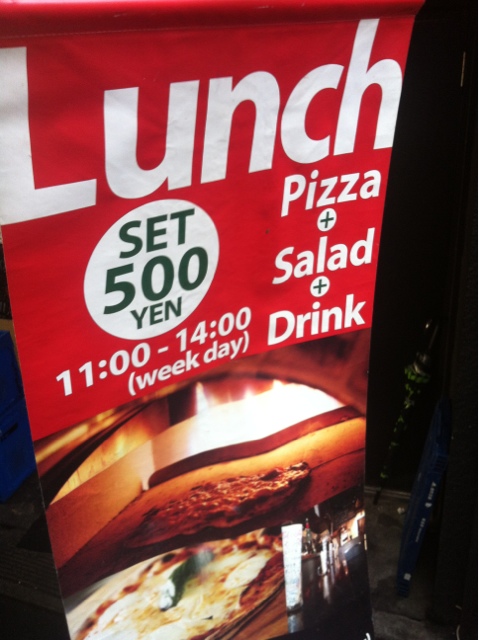 Lunch
SET
500
YEN
Pizza
+
Salad
+
Drink
11:00 - 14:00
(week day)